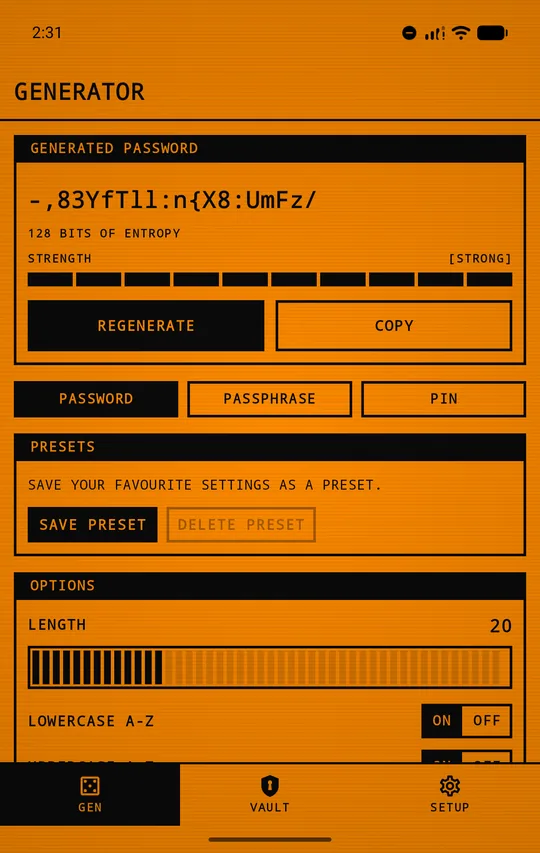 2:31
GENERATOR
GENERATED PASSWORD
-,83YfTll:n{X8:UmFz/
128 BITS OF ENTROPY
STRENGTH [STRONG]
REGENERATE COPY
PASSWORD PASSPHRASE PIN
PRESETS
SAVE YOUR FAVOURITE SETTINGS AS A PRESET.
SAVE PRESET DELETE PRESET
OPTIONS
LENGTH 20
LOWERCASE A-Z ON OFF
GEN VAULT SETUP